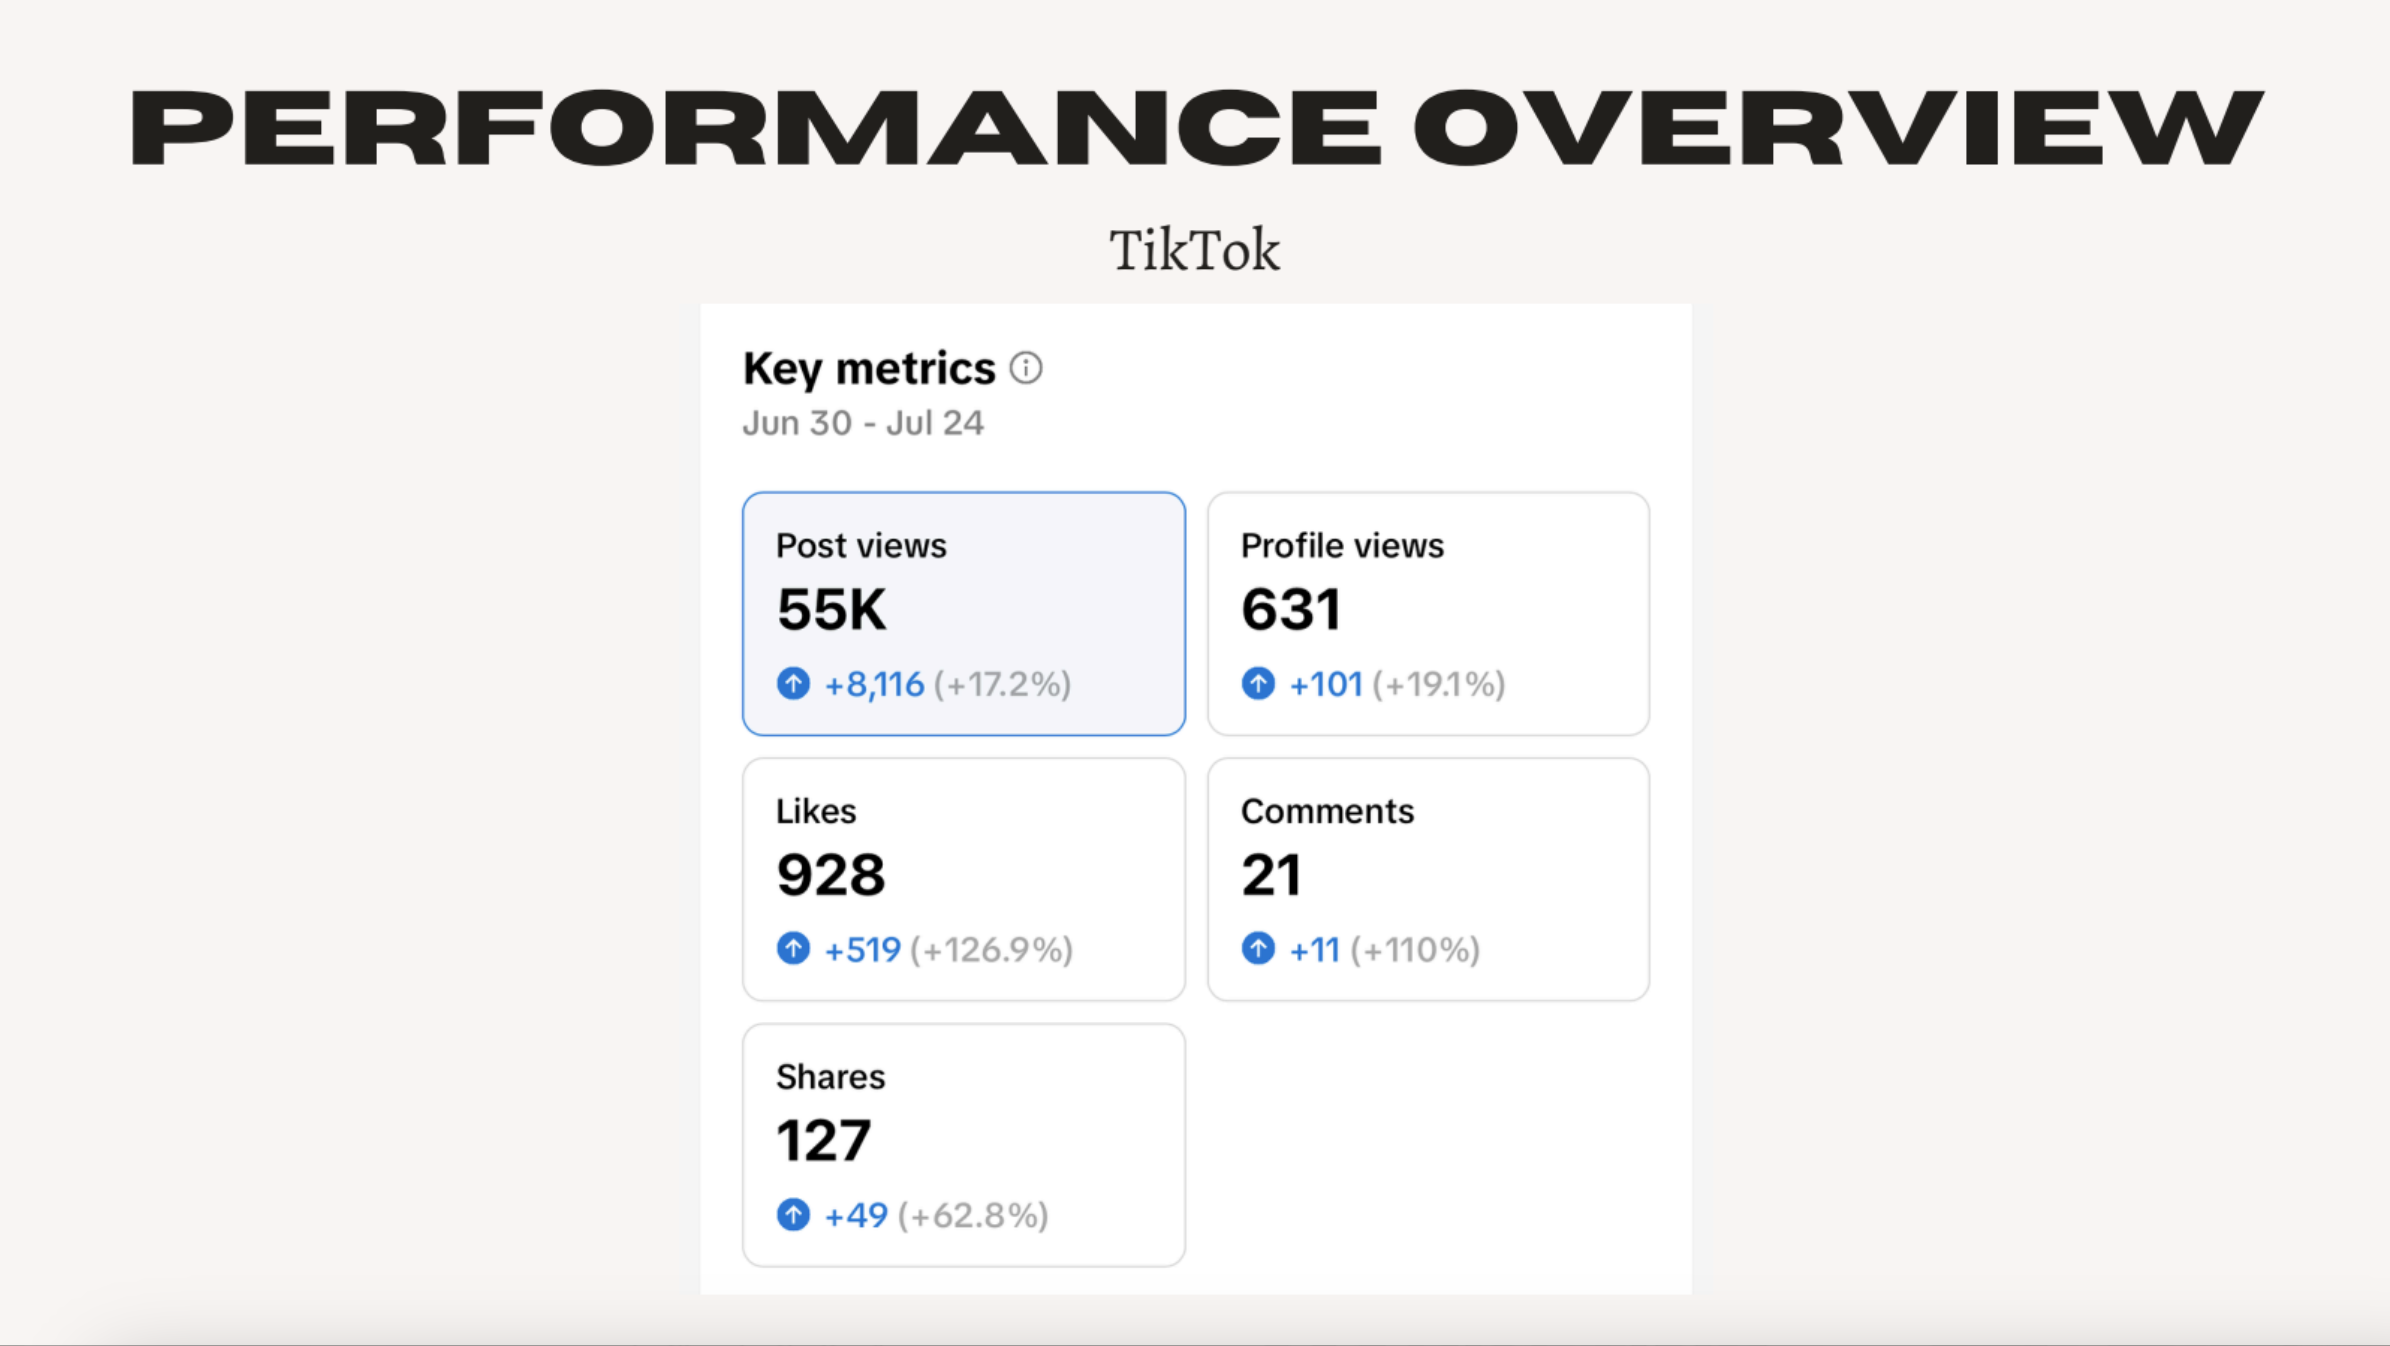 PERFORMANCE OVERVIEW
TikTok
Key metrics
Jun 30 - Jul 24
Post views
55K
+8,116 (+17.2%)
Profile views
631
+101 (+19.1%)
Likes
928
+519 (+126.9%)
Comments
21
+11 (+110%)
Shares
127
+49 (+62.8%)